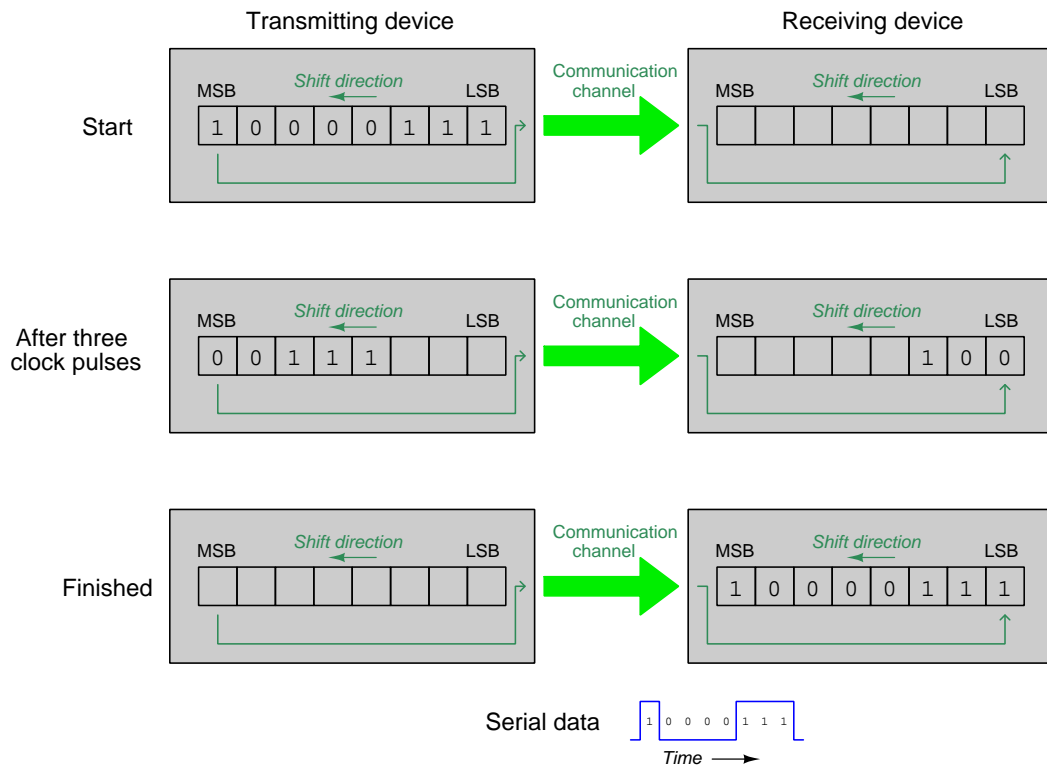 Transmitting device
Receiving device
Start
MSB
Shift direction
LSB
1 0 0 0 0 1 1 1
Communication
channel
MSB
Shift direction
LSB
After three
clock pulses
MSB
Shift direction
LSB
0 0 1 1 1
Communication
channel
MSB
Shift direction
LSB
1 0 0
Finished
MSB
Shift direction
LSB
Communication
channel
MSB
Shift direction
LSB
1 0 0 0 0 1 1 1
Serial data
1 0 0 0 0 1 1 1
Time